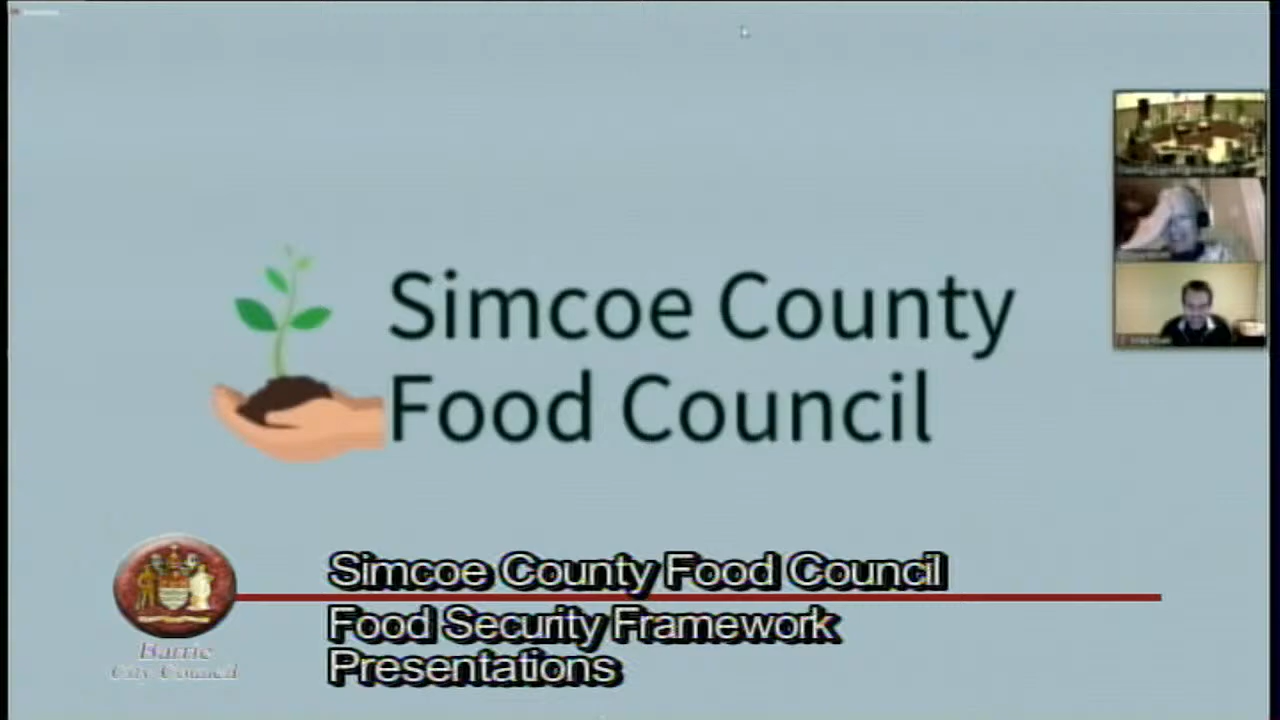 Simcoe County
Food Council
Simcoe County Food Council
Food Security Framework
Presentations
Barrie
City Council